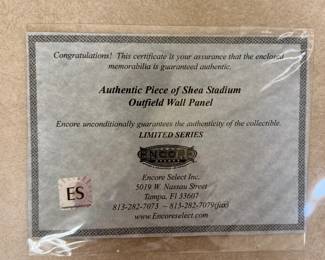 Congratulations! This certificate is your assurance that the enclosed
memorabilia is guaranteed authentic.
Authentic Piece of Shea Stadium
Outfield Wall Panel
Encore unconditionally guarantees the authenticity of the collectible.
LIMITED SERIES
ENCORE
SELECT
Encore Select Inc.
5019 W. Nassau Street
Tampa, Fl 33607
813-282-7073 ~ 813-282-7079(fax)
www.Encoreselect.com
ES